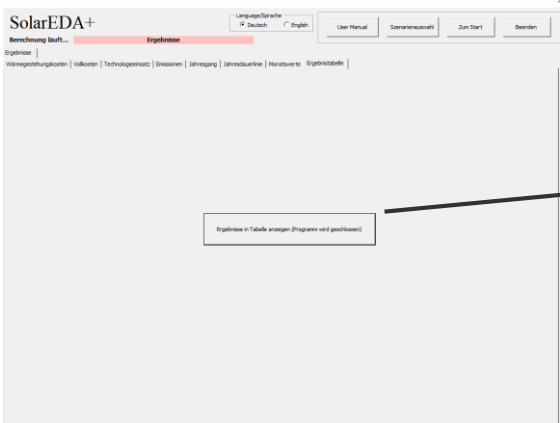 SolarEDA+
Language/Sprache
Deutsch English
User Manual Szenarienauswahl Zum Start Beenden
Berechnung läuft... Ergebnisse
Ergebnisse
Wärmegestehungskosten Vollkosten Technologieeinsatz Emissionen Jahresgang Jahresdauerlinie Monatswerte Ergebnistabelle
Ergebnisse in Tabelle anzeigen (Programm wird geschlossen)